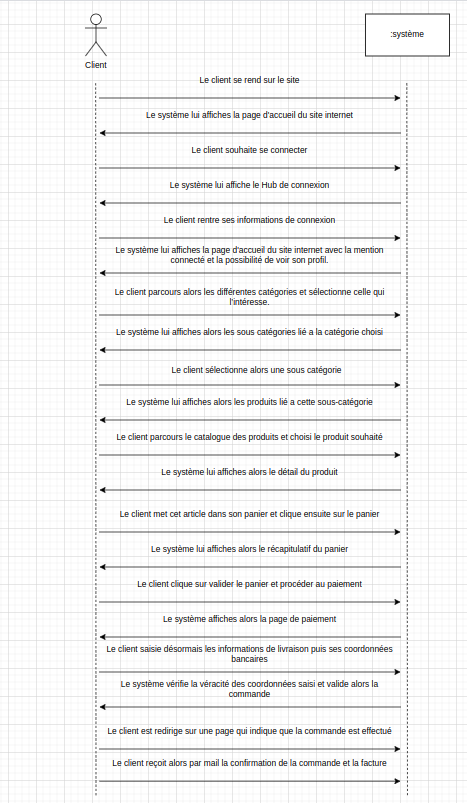 :système
Client
Le client se rend sur le site
Le système lui affiches la page d'accueil du site internet
Le client souhaite se connecter
Le système lui affiche le Hub de connexion
Le client rentre ses informations de connexion
Le système lui affiches la page d'accueil du site internet avec la mention
connecté et la possibilité de voir son profil.
Le client parcours alors les différentes catégories et sélectionne celle qui
l'intéresse.
Le système lui affiches alors les sous catégories lié a la catégorie choisi
Le client sélectionne alors une sous catégorie
Le système lui affiches alors les produits lié a cette sous-catégorie
Le client parcours le catalogue des produits et choisi le produit souhaité
Le système lui affiches alors le détail du produit
Le client met cet article dans son panier et clique ensuite sur le panier
Le système lui affiches alors le récapitulatif du panier
Le client clique sur valider le panier et procéder au paiement
Le système affiches alors la page de paiement
Le client saisie désormais les informations de livraison puis ses coordonnées
bancaires
Le système vérifie la véracité des coordonnées saisi et valide alors la
commande
Le client est redirige sur une page qui indique que la commande est effectué
Le client reçoit alors par mail la confirmation de la commande et la facture